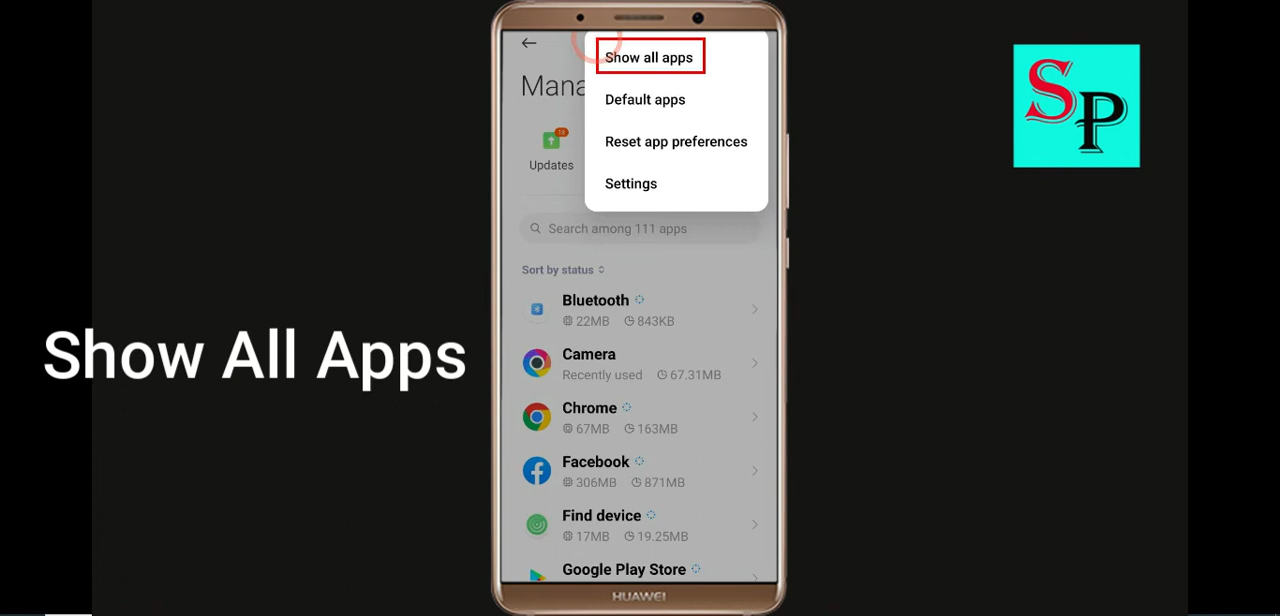 Show all apps
Default apps
Reset app preferences
Settings
Mana
18
Updates
Search among 111 apps
Sort by status
Bluetooth
22MB 843KB
Camera
Recently used 67.31MB
Chrome
67MB 163MB
Facebook
306MB 871MB
Find device
17MB 19.25MB
Google Play Store
HUAWEI
Show All Apps
SP